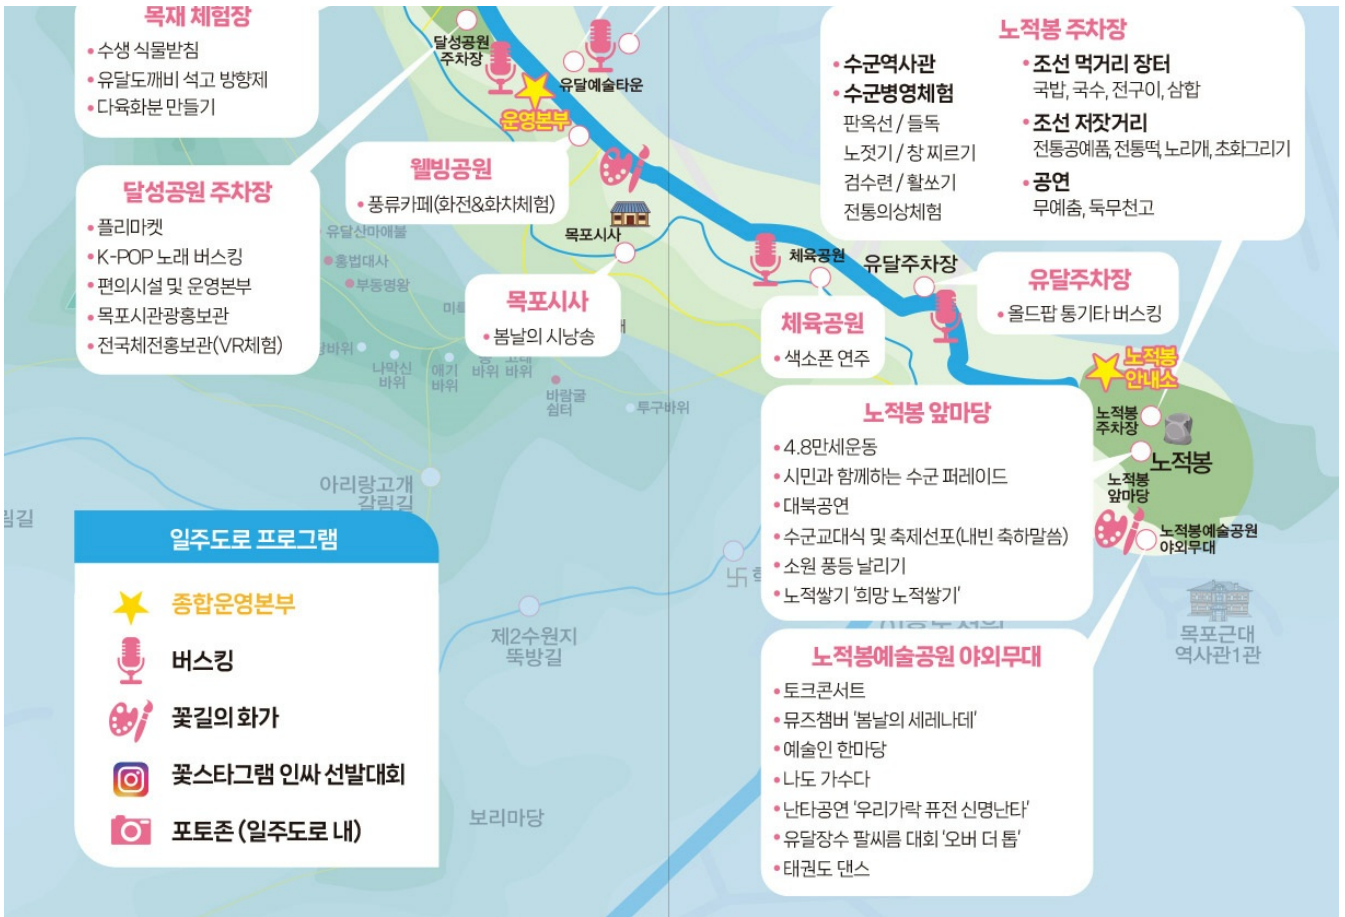 목재 체험장
• 수생 식물받침
• 유달도깨비 석고 방향제
• 다육화분 만들기
달성공원
주차장
유달예술타운
운영본부
노적봉 주차장
• 수군역사관
• 수군병영체험
판옥선 / 들독
노젓기 / 창 찌르기
검수련 / 활쏘기
전통의상체험
• 조선 먹거리 장터
국밥, 국수, 전구이, 삼합
• 조선 저잣거리
전통공예품, 전통떡, 노리개, 초화그리기
• 공연
무예춤, 둑무천고
달성공원 주차장
• 플리마켓
• K-POP 노래 버스킹
• 편의시설 및 운영본부
• 목포시관광홍보관
• 전국체전홍보관(VR체험)
웰빙공원
• 풍류카페(화전&화차체험)
유달산마애불
홍법대사
부동명왕
목포시사
목포시사
• 봄날의 시낭송
체육공원
유달주차장
체육공원
• 색소폰 연주
유달주차장
• 올드팝 통기타 버스킹
나막신
바위
애기
바위
바위
고래
바위
바람굴
쉼터
투구바위
노적봉
안내소
노적봉
주차장
노적봉
노적봉
앞마당
노적봉예술공원
야외무대
노적봉 앞마당
• 4.8만세운동
• 시민과 함께하는 수군 퍼레이드
• 대북공연
• 수군교대식 및 축제선포(내빈 축하말씀)
• 소원 풍등 날리기
• 노적쌓기 '희망 노적쌓기'
아리랑고개
갈림길
림길
일주도로 프로그램
종합운영본부
버스킹
꽃길의 화가
꽃스타그램 인싸 선발대회
포토존 (일주도로 내)
제2수원지
뚝방길
보리마당
목포근대
역사관1관
노적봉예술공원 야외무대
• 토크콘서트
• 뮤즈챔버 '봄날의 세레나데'
• 예술인 한마당
• 나도 가수다
• 난타공연 '우리가락 퓨전 신명난타'
• 유달장수 팔씨름 대회 '오버 더 톱'
• 태권도 댄스